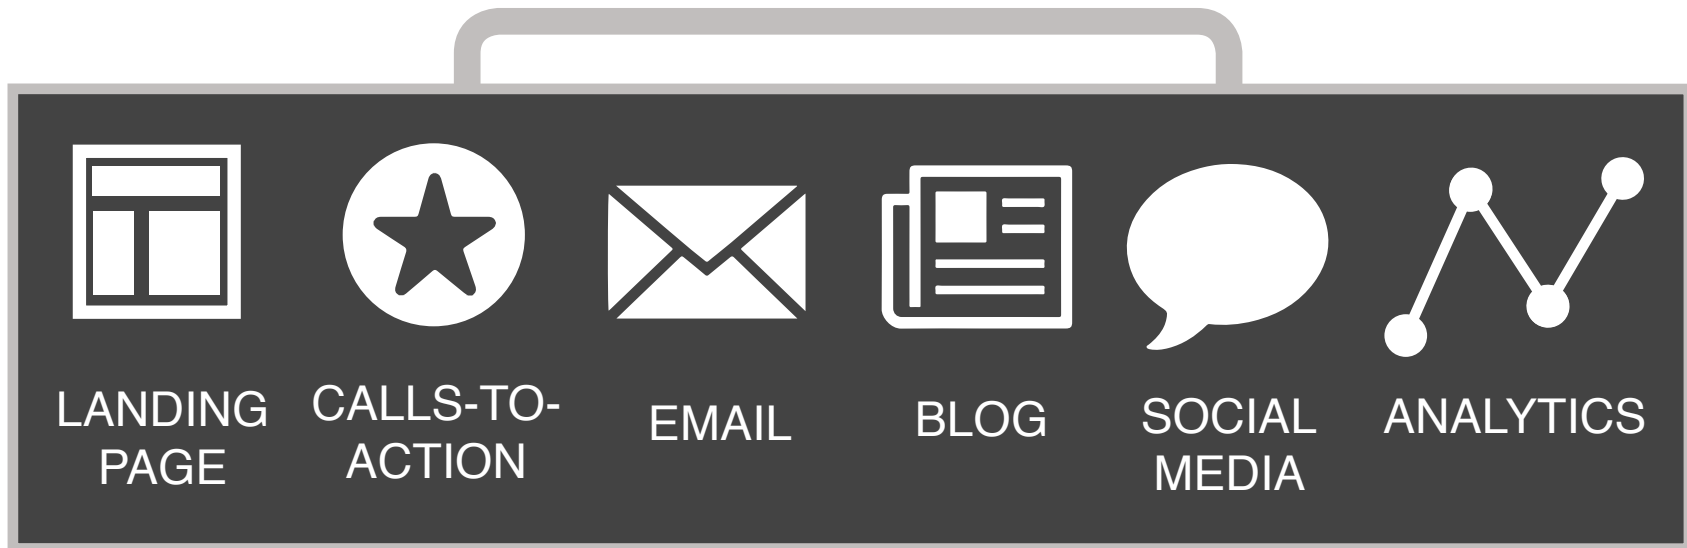 LANDING
PAGE
CALLS-TO-
ACTION
EMAIL
BLOG
SOCIAL
MEDIA
ANALYTICS